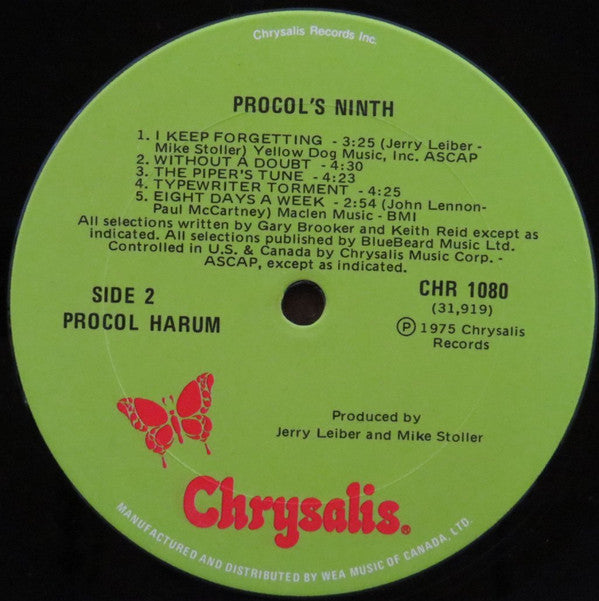 Chrysalis Records Inc.
PROCOL'S NINTH
1. I KEEP FORGETTING - 3:25 (Jerry Leiber -
Mike Stoller) Yellow Dog Music, Inc. ASCAP
2. WITHOUT A DOUBT - 4:30
3. THE PIPER'S TUNE - 4:23
4. TYPEWRITER TORMENT - 4:25
5. EIGHT DAYS A WEEK - 2:54 (John Lennon-
Paul McCartney) Maclen Music - BMI
All selections written by Gary Brooker and Keith Reid except as
indicated. All selections published by BlueBeard Music Ltd.
Controlled in U.S. & Canada by Chrysalis Music Corp. -
ASCAP, except as indicated.
SIDE 2
PROCOL HARUM
CHR 1080
(31,919)
Ⓟ 1975 Chrysalis
Records
Produced by
Jerry Leiber and Mike Stoller
Chrysalis®
MANUFACTURED AND DISTRIBUTED BY WEA MUSIC OF CANADA, LTD.